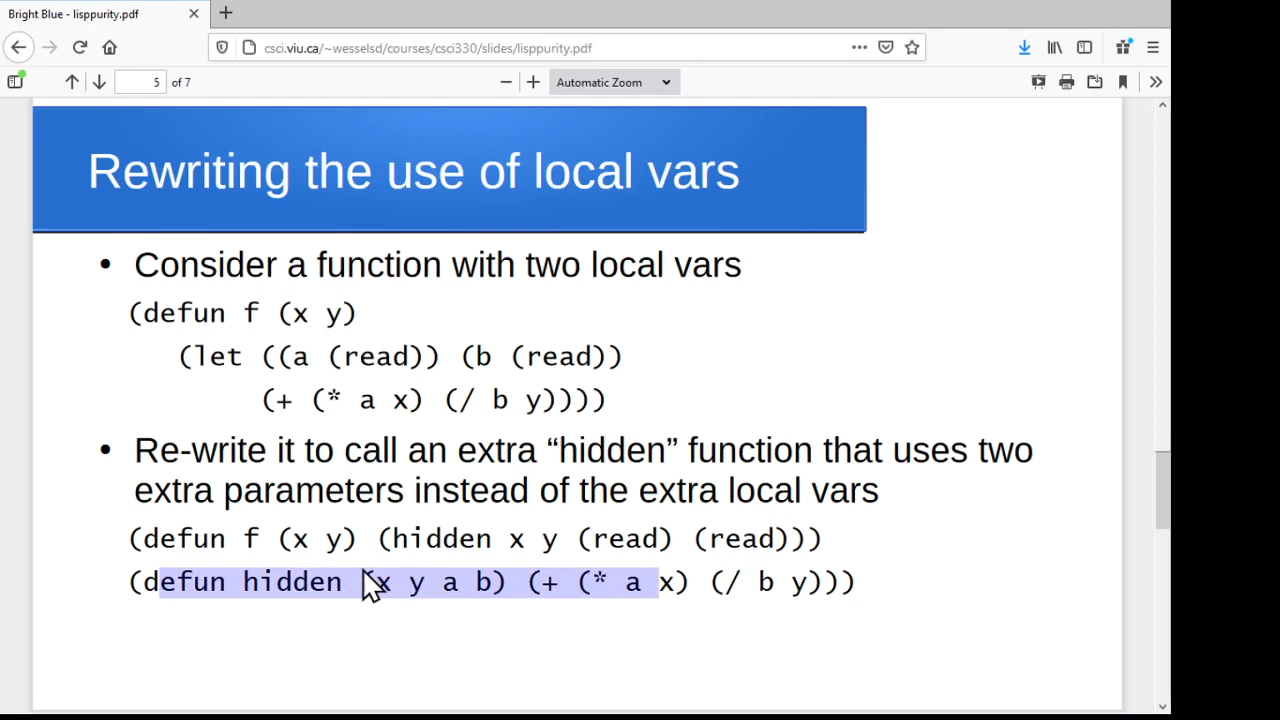 Bright Blue - lisppurity.pdf
csci.viu.ca/~wesselsd/courses/csci330/slides/lisppurity.pdf
5 of 7
Automatic Zoom
Rewriting the use of local vars
• Consider a function with two local vars
(defun f (x y)
(let ((a (read)) (b (read))
(+ (* a x) (/ b y))))
• Re-write it to call an extra “hidden” function that uses two
extra parameters instead of the extra local vars
(defun f (x y) (hidden x y (read) (read)))
(defun hidden (x y a b) (+ (* a x) (/ b y)))